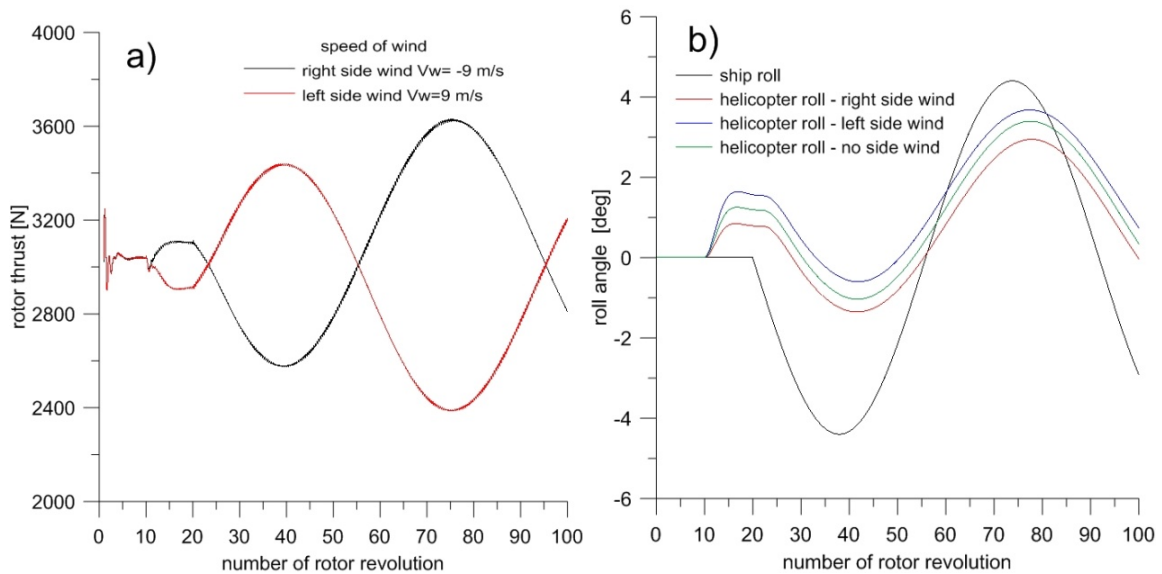 a)
speed of wind
right side wind Vw= -9 m/s
left side wind Vw=9 m/s
4000
3600
3200
2800
2400
2000
rotor thrust [N]
0 10 20 30 40 50 60 70 80 90 100
number of rotor revolution
b)
ship roll
helicopter roll - right side wind
helicopter roll - left side wind
helicopter roll - no side wind
6
4
2
0
-2
-4
-6
roll angle [deg]
0 10 20 30 40 50 60 70 80 90 100
number of rotor revolution